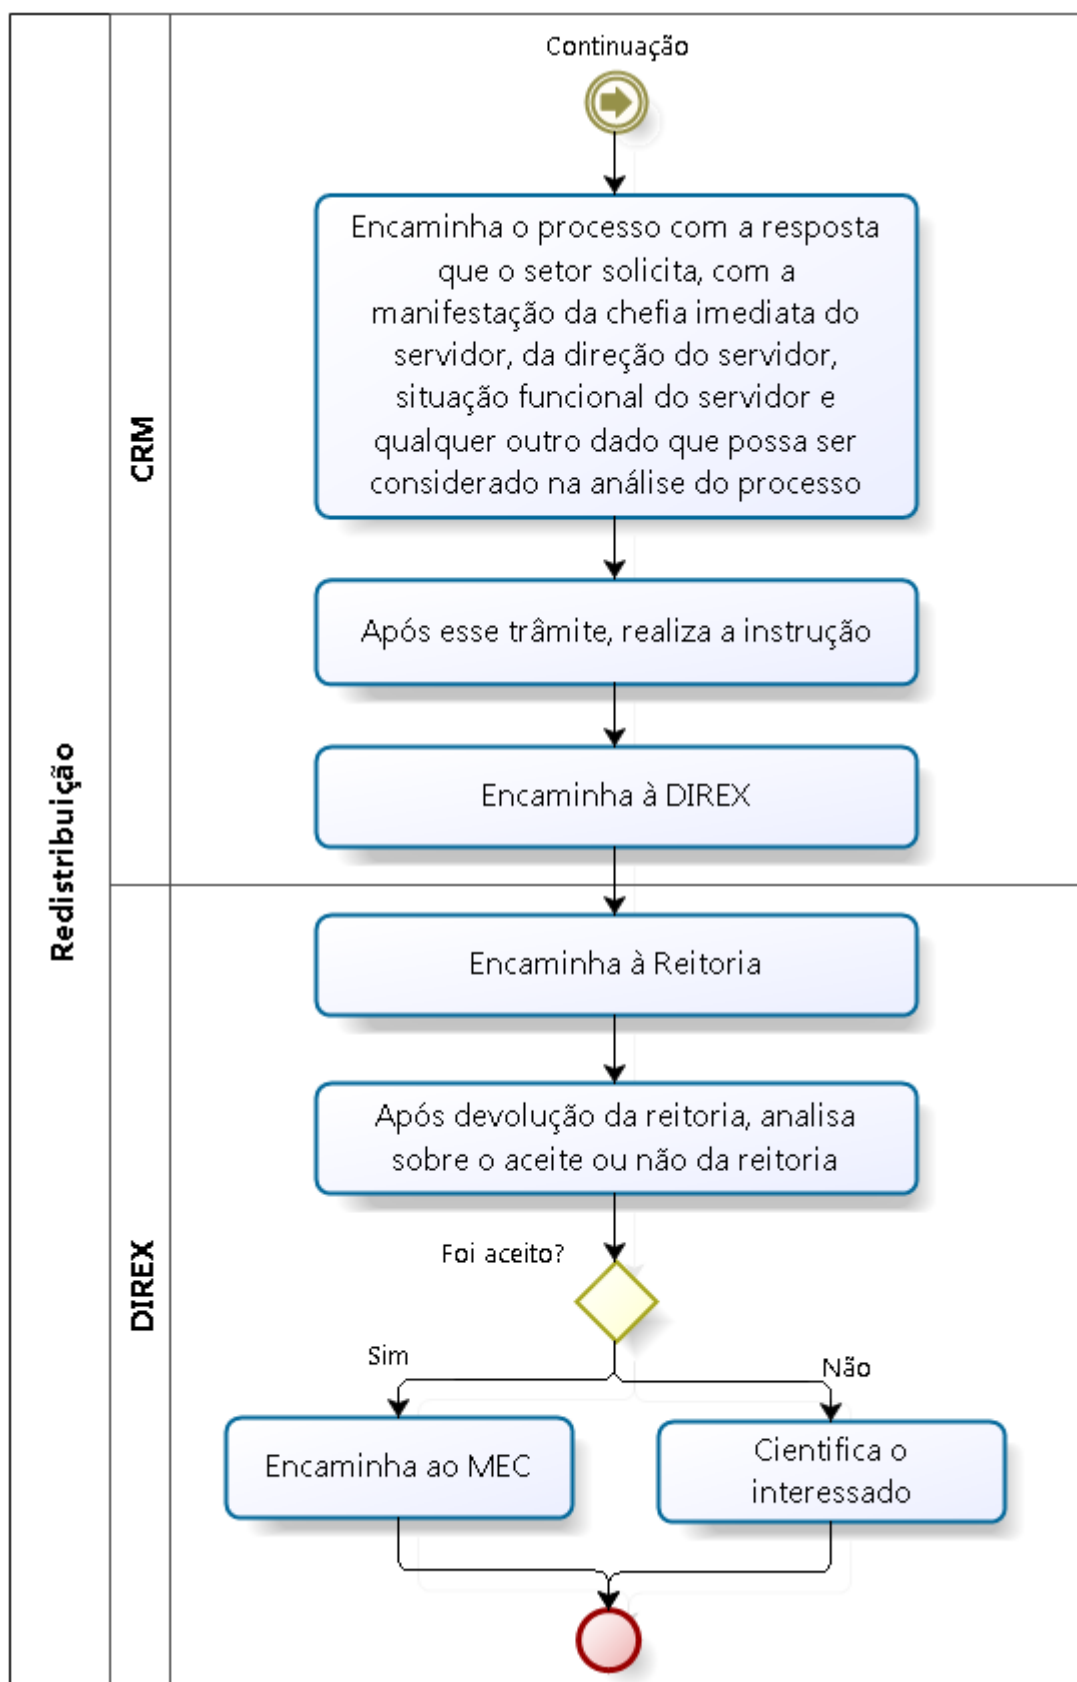 Continuação
Redistribuição
CRM
Encaminha o processo com a resposta
que o setor solicita, com a
manifestação da chefia imediata do
servidor, da direção do servidor,
situação funcional do servidor e
qualquer outro dado que possa ser
considerado na análise do processo
Após esse trâmite, realiza a instrução
Encaminha à DIREX
DIREX
Encaminha à Reitoria
Após devolução da reitoria, analisa
sobre o aceite ou não da reitoria
Foi aceito?
Sim
Não
Encaminha ao MEC
Cientifica o
interessado